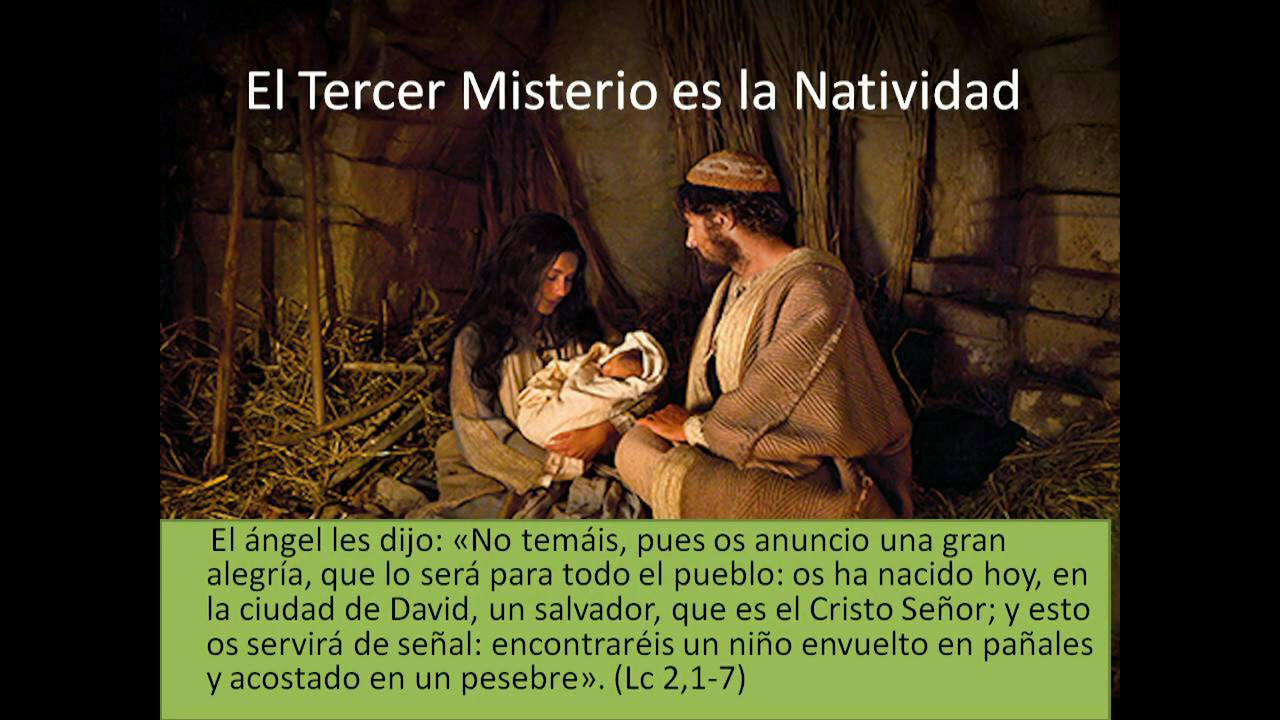 El Tercer Misterio es la Natividad
El ángel les dijo: «No temáis, pues os anuncio una gran
alegría, que lo será para todo el pueblo: os ha nacido hoy, en
la ciudad de David, un salvador, que es el Cristo Señor; y esto
os servirá de señal: encontraréis un niño envuelto en pañales
y acostado en un pesebre». (Lc 2,1-7)